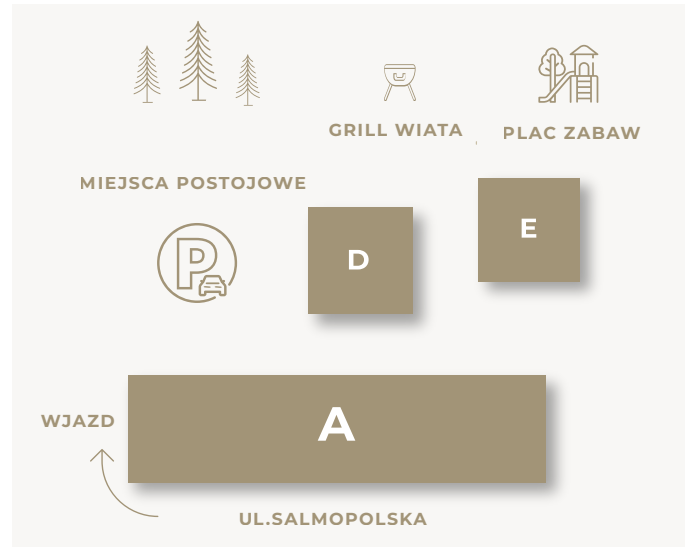 GRILL WIATA
PLAC ZABAW
MIEJSCA POSTOJOWE
P
D
E
A
WJAZD
UL.SALMOPOLSKA